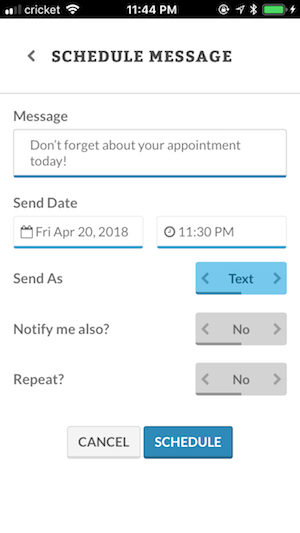 cricket 11:44 PM
SCHEDULE MESSAGE
Message
Don't forget about your appointment
today!
Send Date
Fri Apr 20, 2018 11:30 PM
Send As Text
Notify me also? No
Repeat? No
CANCEL SCHEDULE